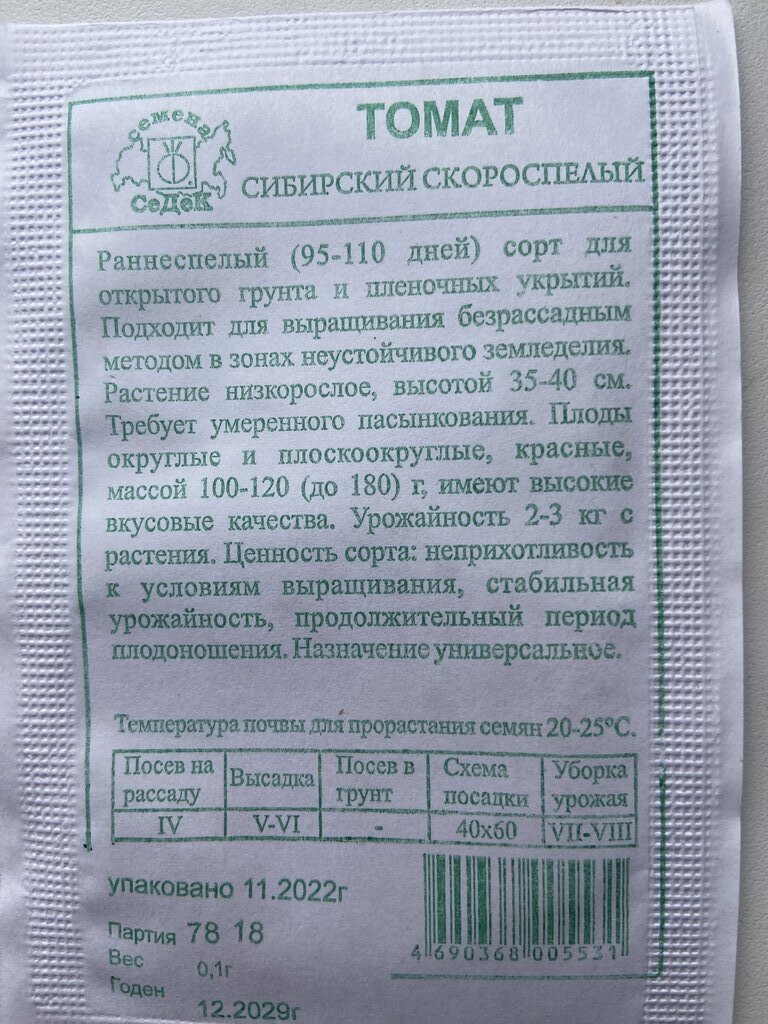 семена
СеДеК
ТОМАТ
СИБИРСКИЙ СКОРОСПЕЛЫЙ
Раннеспелый (95-110 дней) сорт для
открытого грунта и пленочных укрытий.
Подходит для выращивания безрассадным
методом в зонах неустойчивого земледелия.
Растение низкорослое, высотой 35-40 см.
Требует умеренного пасынкования. Плоды
округлые и плоскоокруглые, красные,
массой 100-120 (до 180) г, имеют высокие
вкусовые качества. Урожайность 2-3 кг с
растения. Ценность сорта: неприхотливость
к условиям выращивания, стабильная
урожайность, продолжительный период
плодоношения. Назначение универсальное.
Температура почвы для прорастания семян 20-25°С.
Посев на Высадка Посев в Схема Уборка
рассаду грунт посадки урожая
IV V-VI - 40x60 VII-VIII
упаковано 11.2022г
Партия 78 18
Вес 0,1г
Годен 12.2029г
4 690368 005531